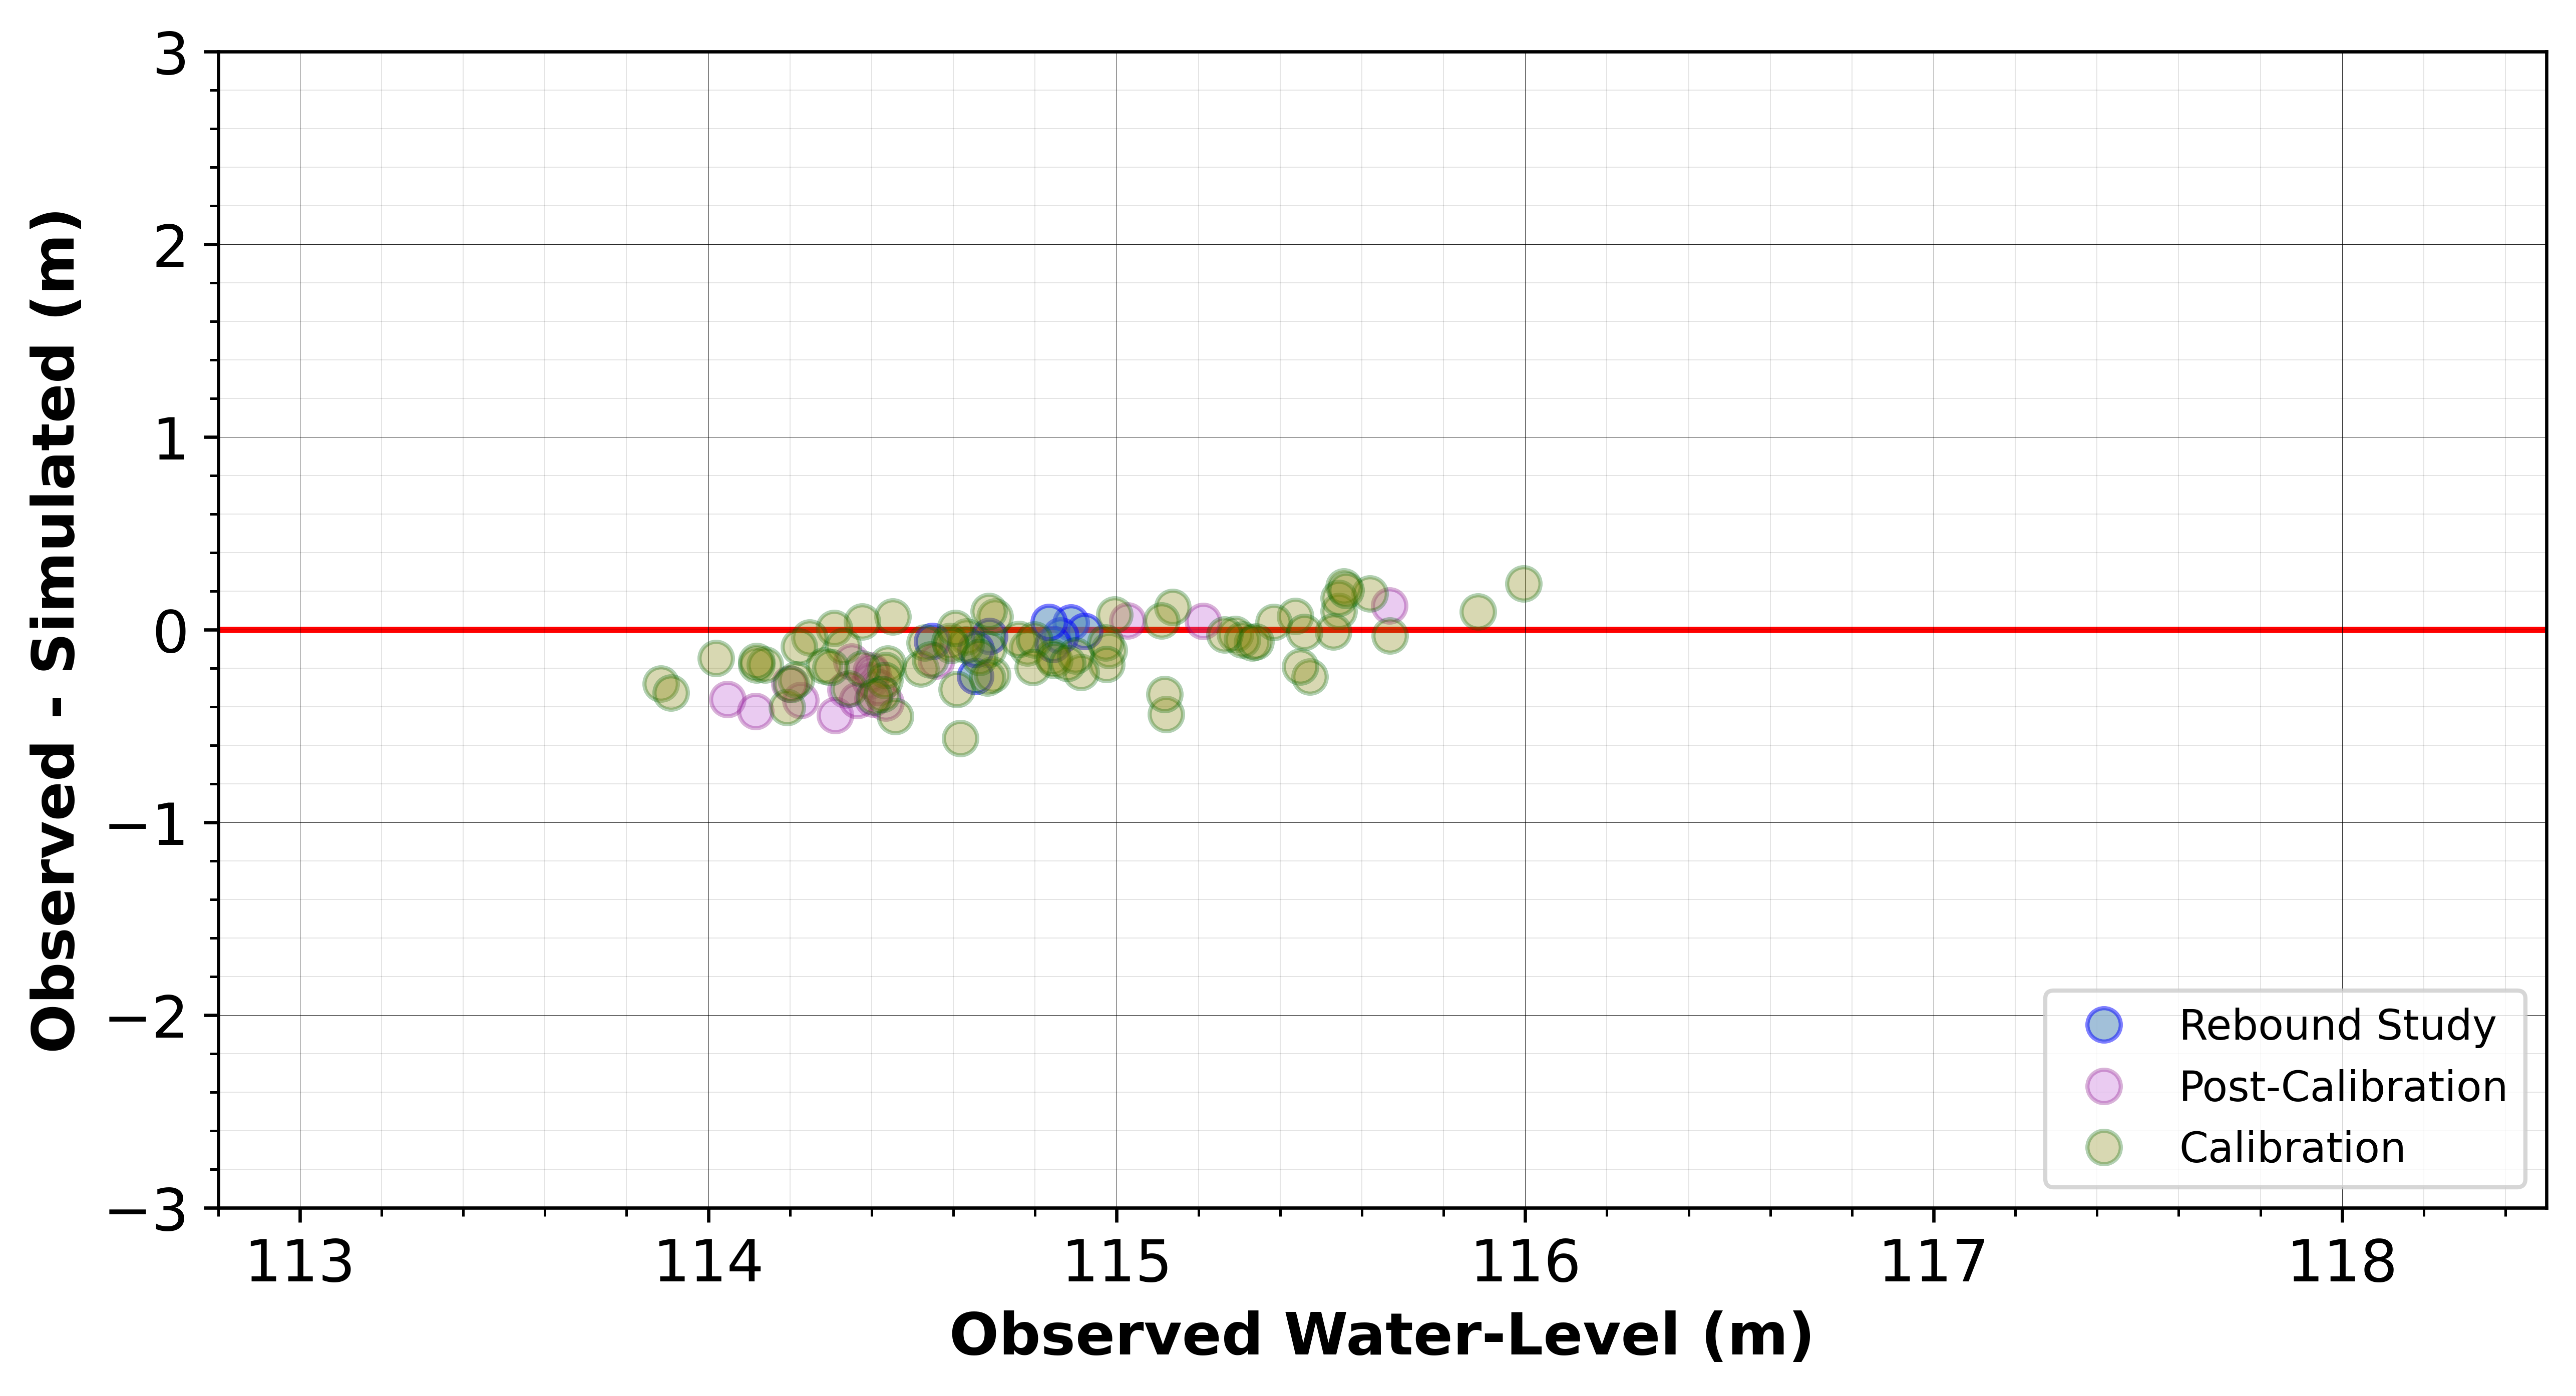 3
2
1
0
−1
−2
−3
Observed - Simulated (m)
Rebound Study
Post-Calibration
Calibration
113 114 115 116 117 118
Observed Water-Level (m)